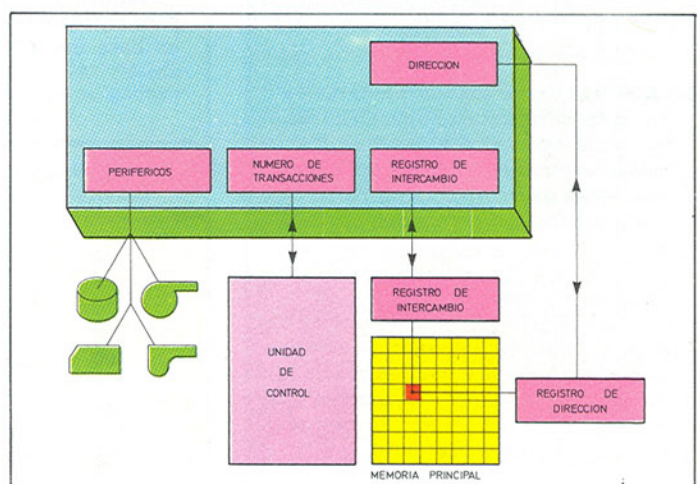 DIRECCION
PERIFERICOS
NUMERO DE
TRANSACCIONES
REGISTRO DE
INTERCAMBIO
REGISTRO DE
INTERCAMBIO
UNIDAD
DE
CONTROL
REGISTRO DE
DIRECCION
MEMORIA PRINCIPAL